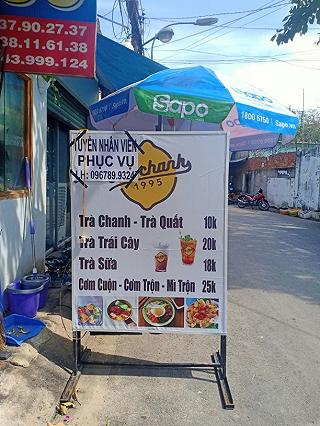 37.90.27.37
38.11.61.38
43.999.124
Sapo
1800 6750 | Sapo.vn
TUYỂN NHÂN VIÊN
PHỤC VỤ
LH: 096789.9324
chanh
1995
Trà Chanh - Trà Quất 10k
Trà Trái Cây 20k
Trà Sữa 18k
Cơm Cuộn - Cơm Trộn - Mì Trộn 25k